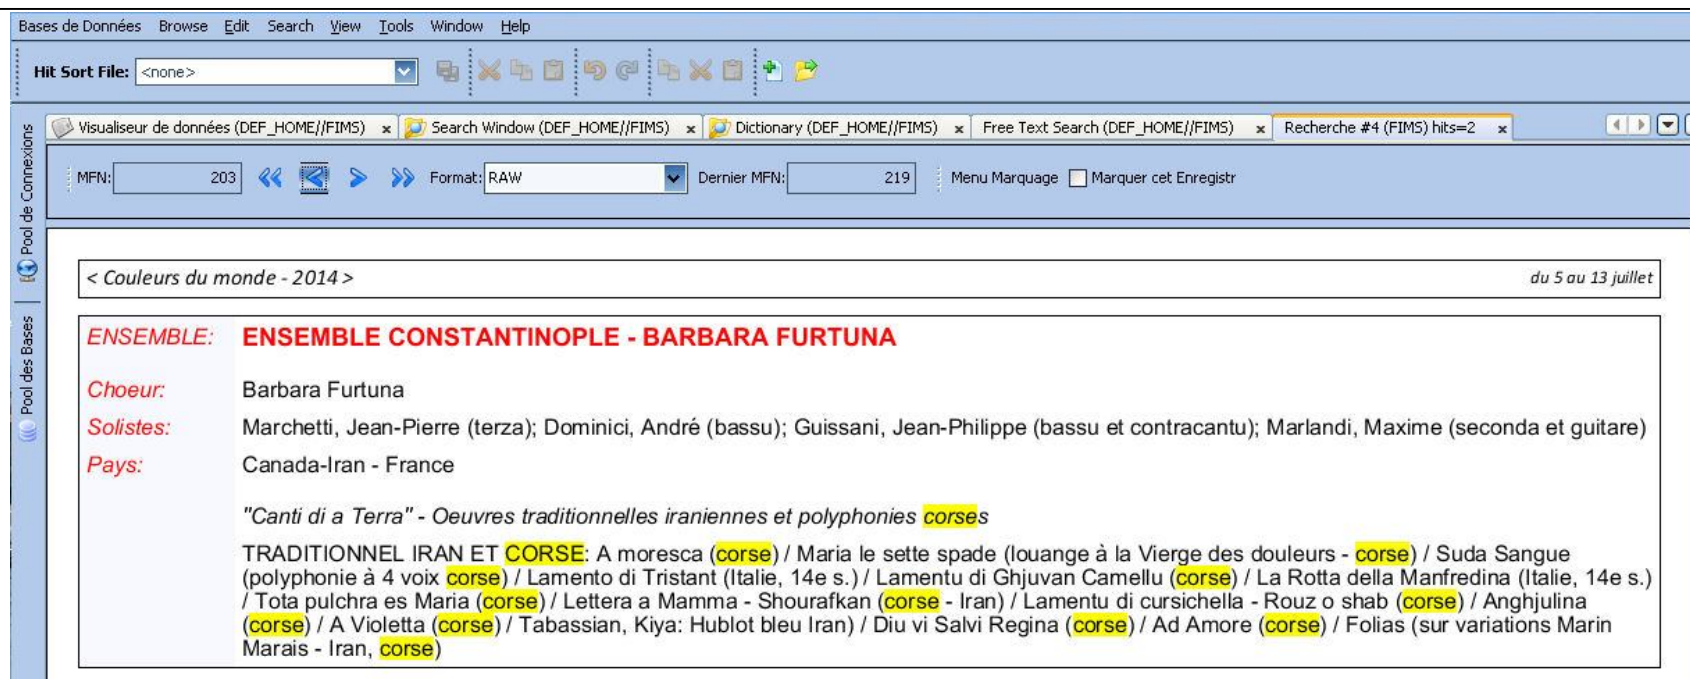 Bases de Données Browse Edit Search View Tools Window Help
Hit Sort File: <none>
Visualiseur de données (DEF_HOME//FIMS) x Search Window (DEF_HOME//FIMS) x Dictionary (DEF_HOME//FIMS) x Free Text Search (DEF_HOME//FIMS) x Recherche #4 (FIMS) hits=2 x
MFN: 203 Format: RAW Dernier MFN: 219 Menu Marquage Marquer cet Enregistr
Pool de Connexions
Pool des Bases
< Couleurs du monde - 2014 > du 5 au 13 juillet
ENSEMBLE: ENSEMBLE CONSTANTINOPLE - BARBARA FURTUNA
Choeur: Barbara Furtuna
Solistes: Marchetti, Jean-Pierre (terza); Dominici, André (bassu); Guissani, Jean-Philippe (bassu et contracantu); Marlandi, Maxime (seconda et guitare)
Pays: Canada-Iran - France
"Canti di a Terra" - Oeuvres traditionnelles iraniennes et polyphonies corses
TRADITIONNEL IRAN ET CORSE: A moresca (corse) / Maria le sette spade (louange à la Vierge des douleurs - corse) / Suda Sangue
(polyphonie à 4 voix corse) / Lamento di Tristant (Italie, 14e s.) / Lamentu di Ghjuvan Camellu (corse) / La Rotta della Manfredina (Italie, 14e s.)
/ Tota pulchra es Maria (corse) / Lettera a Mamma - Shourafkan (corse - Iran) / Lamentu di cursichella - Rouz o shab (corse) / Anghjulina
(corse) / A Violetta (corse) / Tabassian, Kiya: Hublot bleu Iran) / Diu vi Salvi Regina (corse) / Ad Amore (corse) / Folias (sur variations Marin
Marais - Iran, corse)